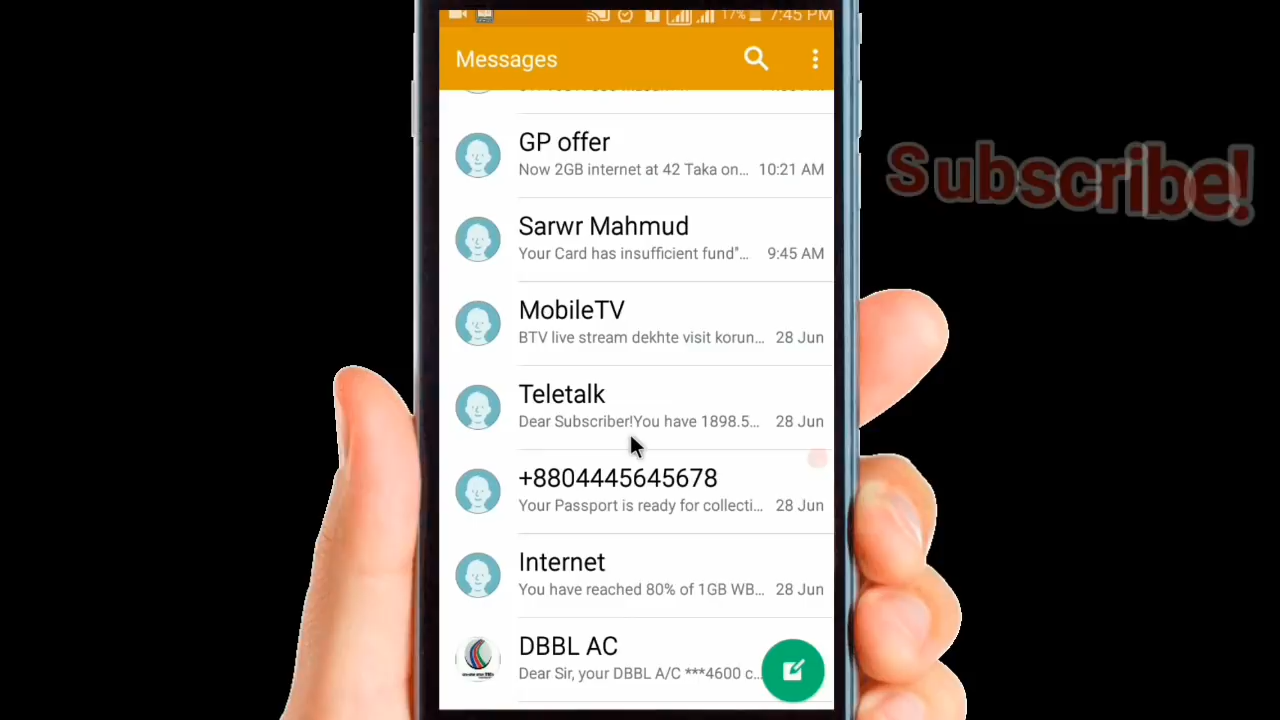 17% 7:45 PM
Messages
GP offer
Now 2GB internet at 42 Taka on... 10:21 AM
Sarwr Mahmud
Your Card has insufficient fund"... 9:45 AM
MobileTV
BTV live stream dekhte visit korun... 28 Jun
Teletalk
Dear Subscriber!You have 1898.5... 28 Jun
+8804445645678
Your Passport is ready for collecti... 28 Jun
Internet
You have reached 80% of 1GB WB... 28 Jun
DBBL AC
Dear Sir, your DBBL A/C ***4600 c...
Subscribe!